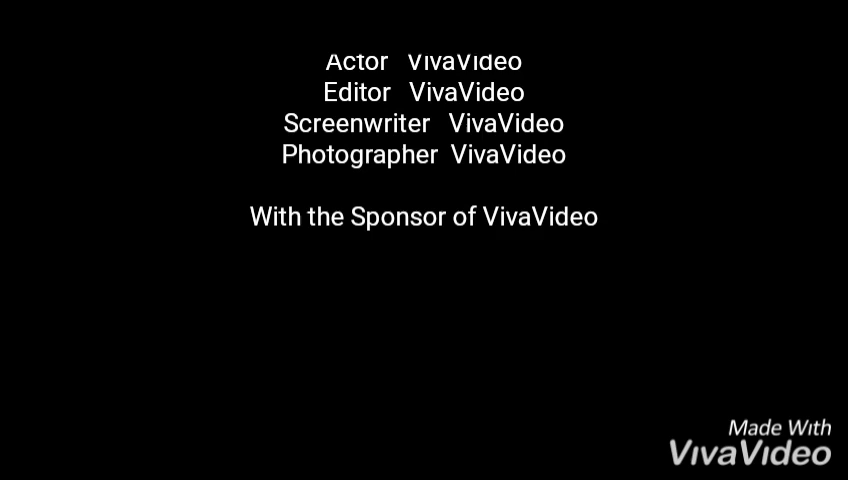 Actor VivaVideo
Editor VivaVideo
Screenwriter VivaVideo
Photographer VivaVideo
With the Sponsor of VivaVideo
Made With
VivaVideo